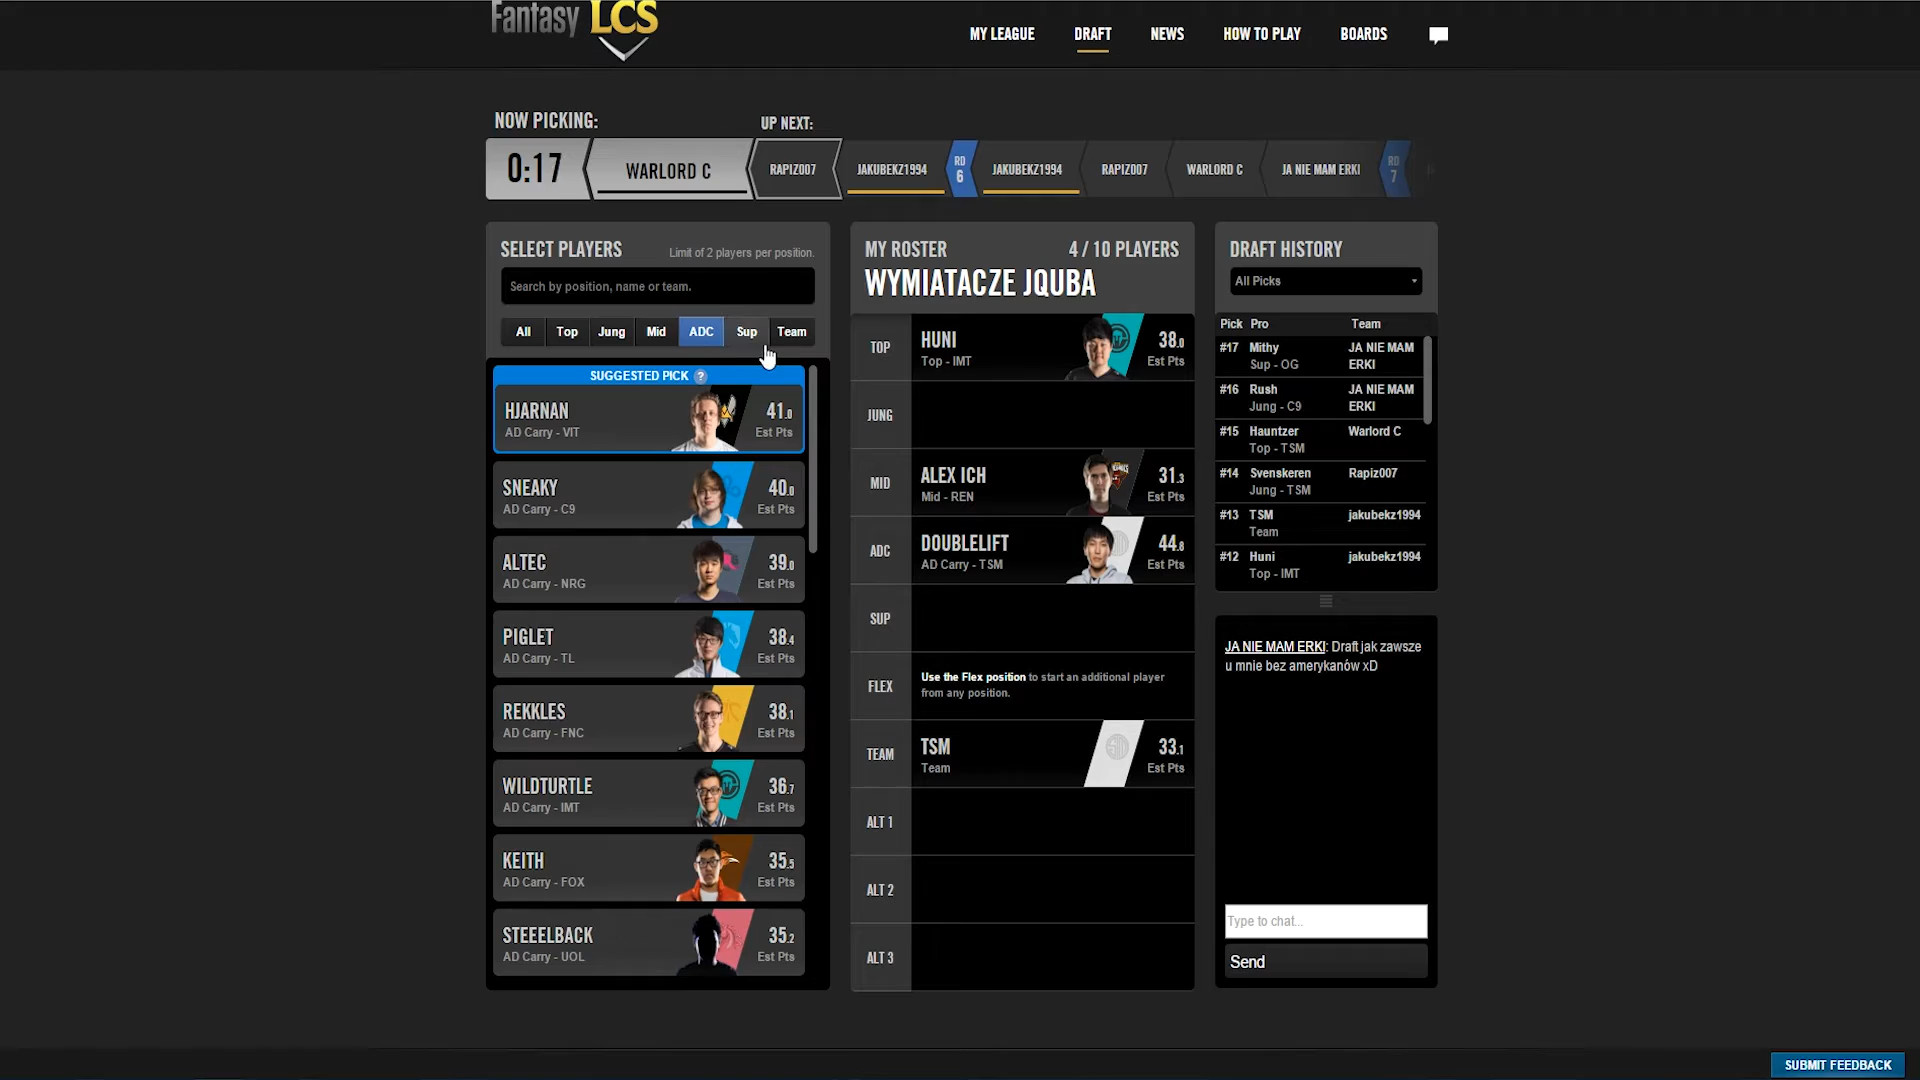 Fantasy LCS
MY LEAGUE
DRAFT
NEWS
HOW TO PLAY
BOARDS
NOW PICKING:
UP NEXT:
0:17
WARLORD C
RAPIZ007
JAKUBEKZ1994
RD
6
JAKUBEKZ1994
RAPIZ007
WARLORD C
JA NIE MAM ERKI
RD
7
SELECT PLAYERS
Limit of 2 players per position.
Search by position, name or team.
All
Top
Jung
Mid
ADC
Sup
Team
SUGGESTED PICK ?
HJARNAN
41.0
AD Carry - VIT
Est Pts
SNEAKY
40.0
AD Carry - C9
Est Pts
ALTEC
39.0
AD Carry - NRG
Est Pts
PIGLET
38.4
AD Carry - TL
Est Pts
REKKLES
38.1
AD Carry - FNC
Est Pts
WILDTURTLE
36.7
AD Carry - IMT
Est Pts
KEITH
35.5
AD Carry - FOX
Est Pts
STEEELBACK
35.2
AD Carry - UOL
Est Pts
MY ROSTER
4 / 10 PLAYERS
WYMIATACZE JQUBA
TOP
HUNI
38.0
Top - IMT
Est Pts
JUNG
MID
ALEX ICH
31.3
Mid - REN
Est Pts
ADC
DOUBLELIFT
44.8
AD Carry - TSM
Est Pts
SUP
FLEX
Use the Flex position to start an additional player
from any position.
TEAM
TSM
33.1
Team
Est Pts
ALT 1
ALT 2
ALT 3
DRAFT HISTORY
All Picks
Pick Pro Team
#17 Mithy JA NIE MAM
Sup - OG ERKI
#16 Rush JA NIE MAM
Jung - C9 ERKI
#15 Hauntzer Warlord C
Top - TSM
#14 Svenskeren Rapiz007
Jung - TSM
#13 TSM jakubekz1994
Team
#12 Huni jakubekz1994
Top - IMT
JA NIE MAM ERKI: Draft jak zawsze
u mnie bez amerykanów xD
Type to chat...
Send
SUBMIT FEEDBACK